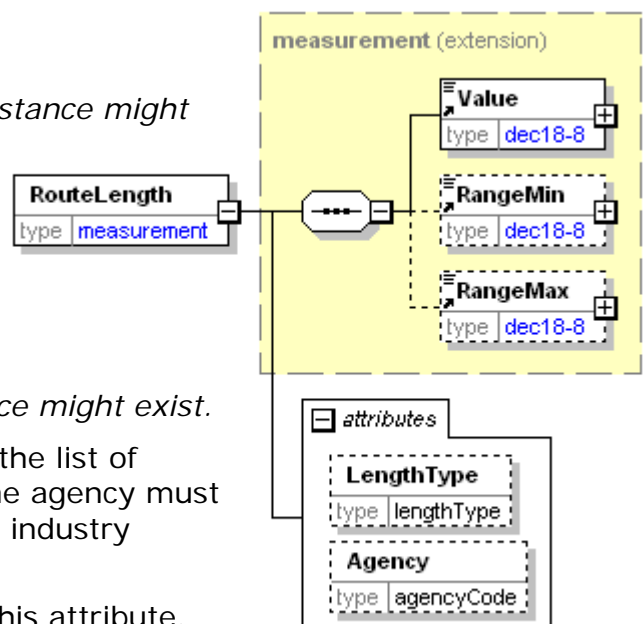 measurement (extension)
stance might
Value
type dec18-8
RouteLength
type measurement
RangeMin
type dec18-8
RangeMax
type dec18-8
ce might exist.
the list of
ne agency must
industry
his attribute.
attributes
LengthType
type lengthType
Agency
type agencyCode